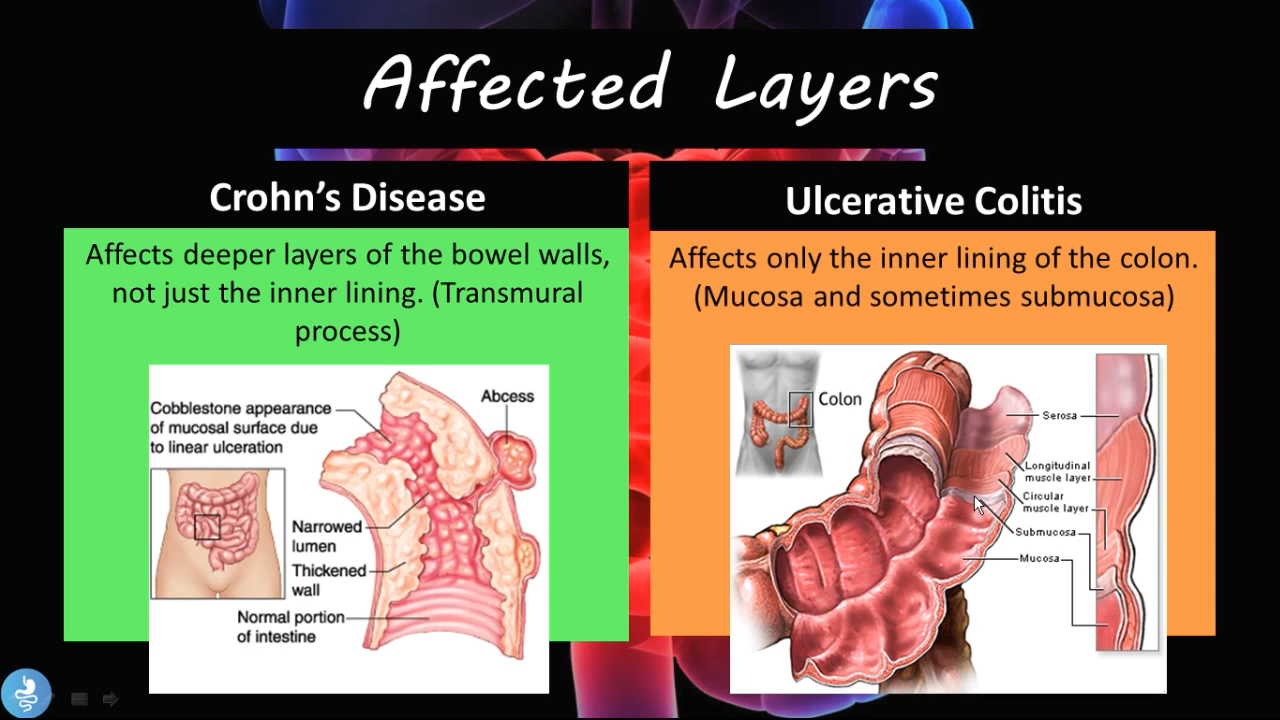 Affected Layers
Crohn’s Disease
Affects deeper layers of the bowel walls,
not just the inner lining. (Transmural
process)
Cobblestone appearance
of mucosal surface due
to linear ulceration
Abcess
Narrowed
lumen
Thickened
wall
Normal portion
of intestine
Ulcerative Colitis
Affects only the inner lining of the colon.
(Mucosa and sometimes submucosa)
Colon
Serosa
Longitudinal
muscle layer
Circular
muscle layer
Submucosa
Mucosa